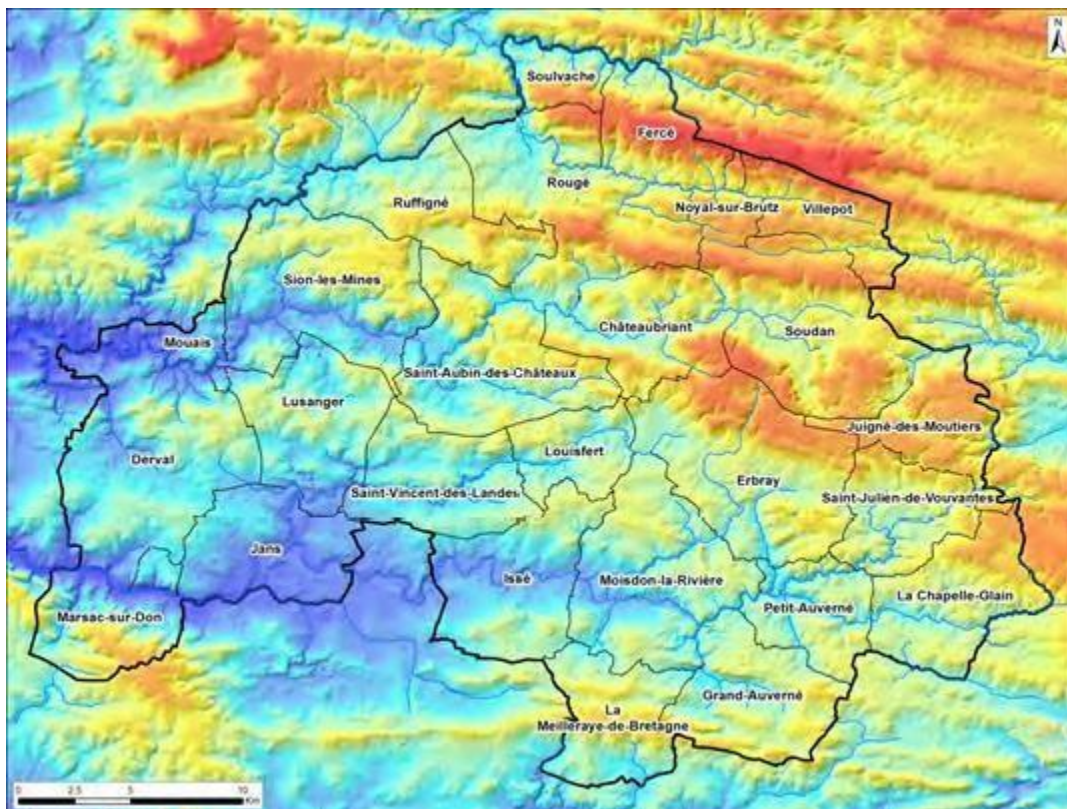 N
Soulvache
Fercé
Rougé
Ruffigné
Noyal-sur-Brutz
Villepot
Sion-les-Mines
Châteaubriant
Soudan
Mouais
Saint-Aubin-des-Châteaux
Lusanger
Juigné-des-Moutiers
Louisfert
Derval
Erbray
Saint-Vincent-des-Landes
Saint-Julien-de-Vouvantes
Jans
Issé
Moisdon-la-Rivière
La Chapelle-Glain
Petit-Auverné
Marsac-sur-Don
Grand-Auverné
La
Meilleraye-de-Bretagne
0 2.5 5 10
Km